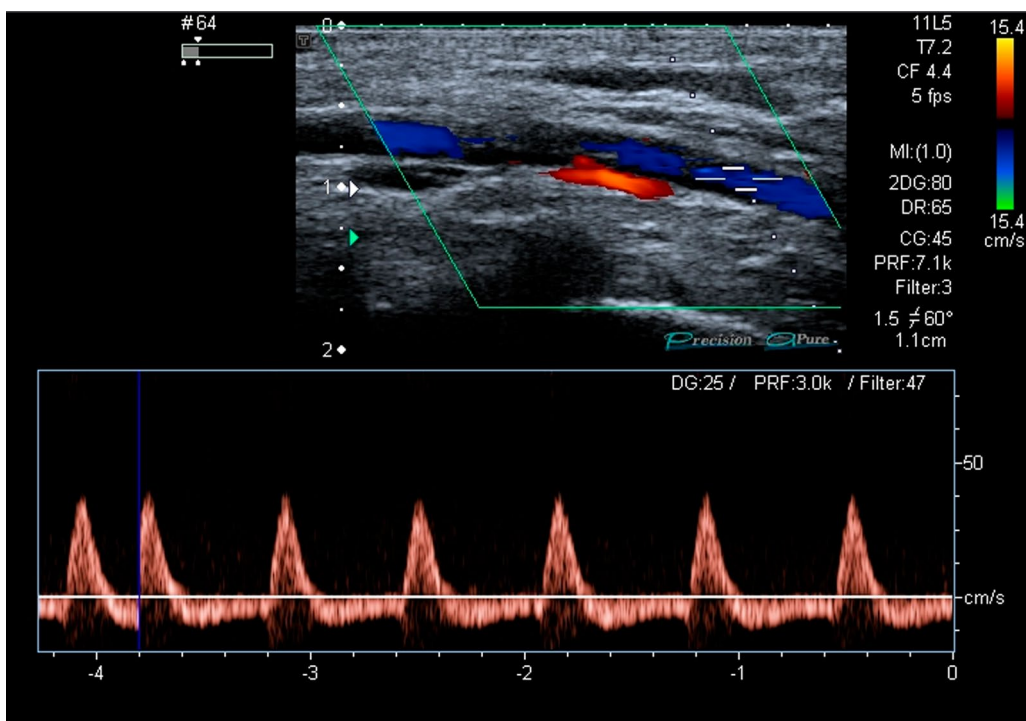 #64
0
1
2
T
11L5
T7.2
CF 4.4
5 fps
MI:(1.0)
2DG:80
DR:65
CG:45
PRF:7.1k
Filter:3
1.5 60°
1.1cm
15.4
15.4
cm/s
Precision APure
DG:25 / PRF:3.0k / Filter:47
50
cm/s
-4 -3 -2 -1 0